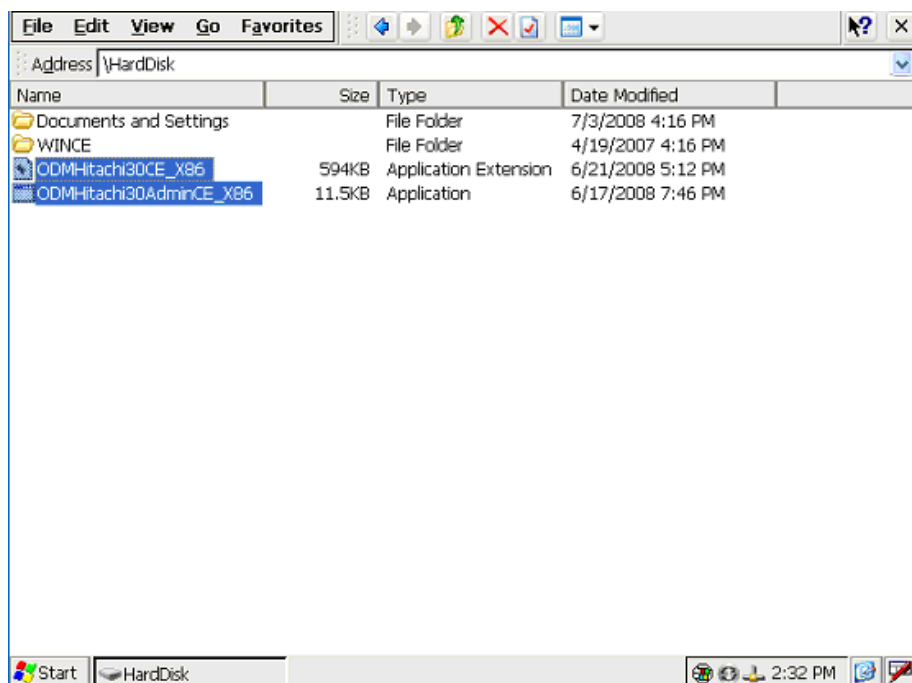 File Edit View Go Favorites
Address \HardDisk
Name Size Type Date Modified
Documents and Settings File Folder 7/3/2008 4:16 PM
WINCE File Folder 4/19/2007 4:16 PM
ODMHitachi30CE_X86 594KB Application Extension 6/21/2008 5:12 PM
ODMHitachi30AdminCE_X86 11.5KB Application 6/17/2008 7:46 PM
Start HardDisk 2:32 PM